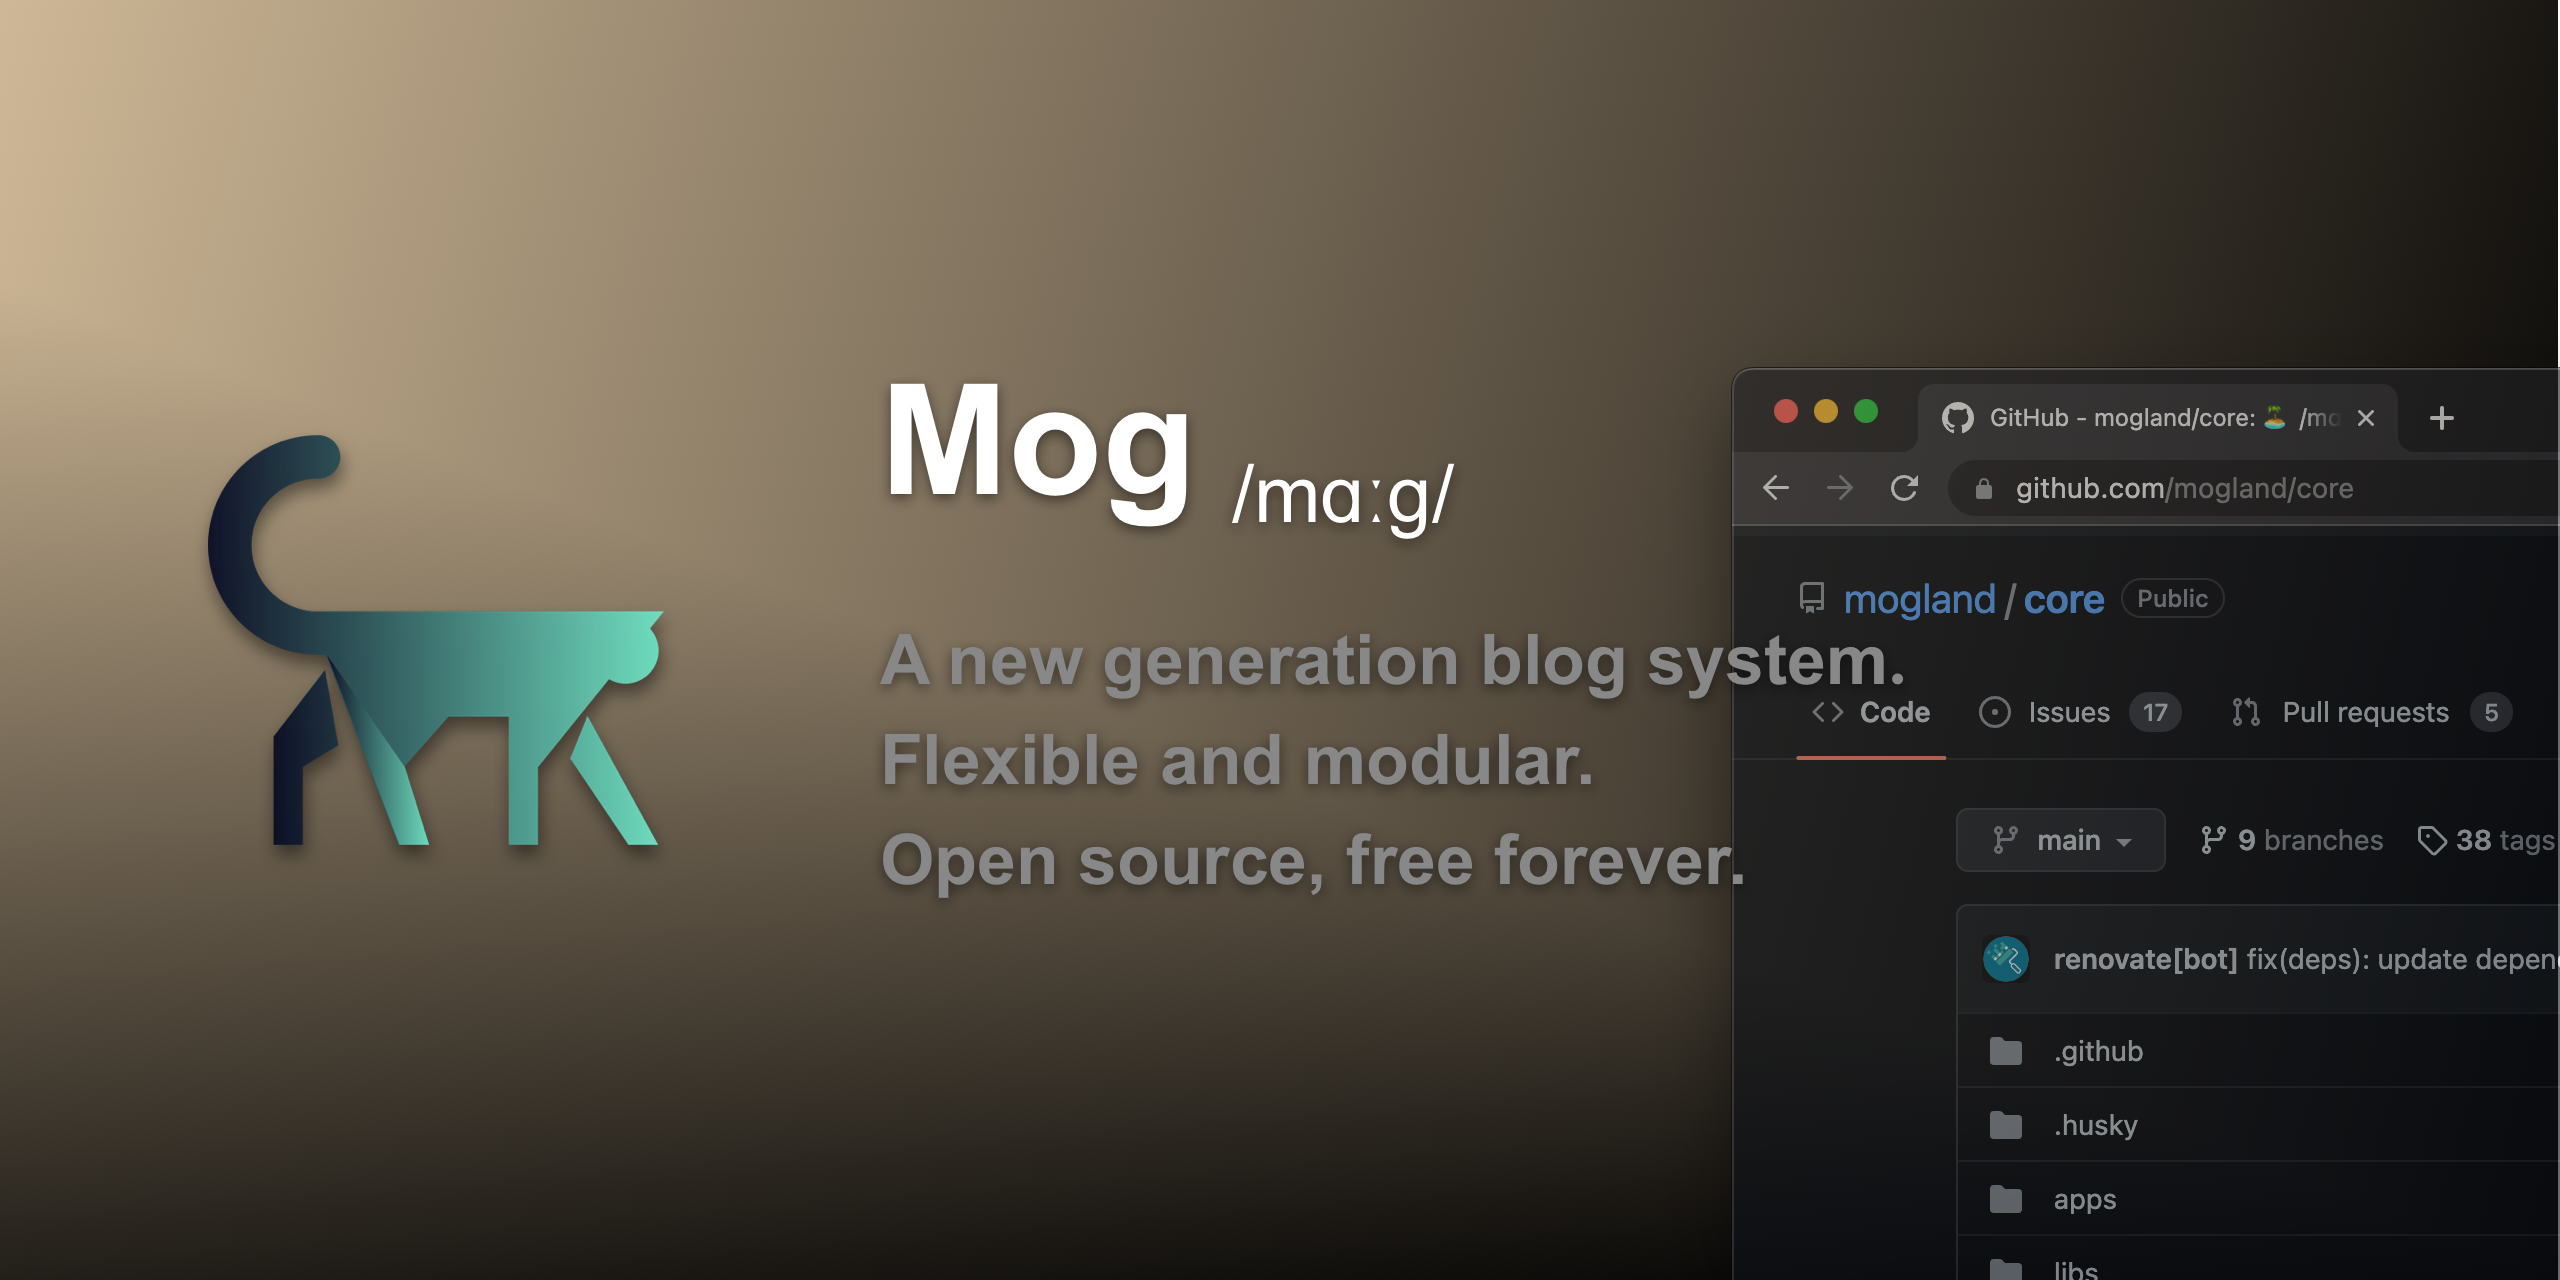 Mog /mɑːg/
A new generation blog system.
Flexible and modular.
Open source, free forever.
GitHub - mogland/core: 🏝️ /mo
github.com/mogland/core
mogland / core Public
Code Issues 17 Pull requests 5
main 9 branches 38 tags
renovate[bot] fix(deps): update depen
.github
.husky
apps
libs